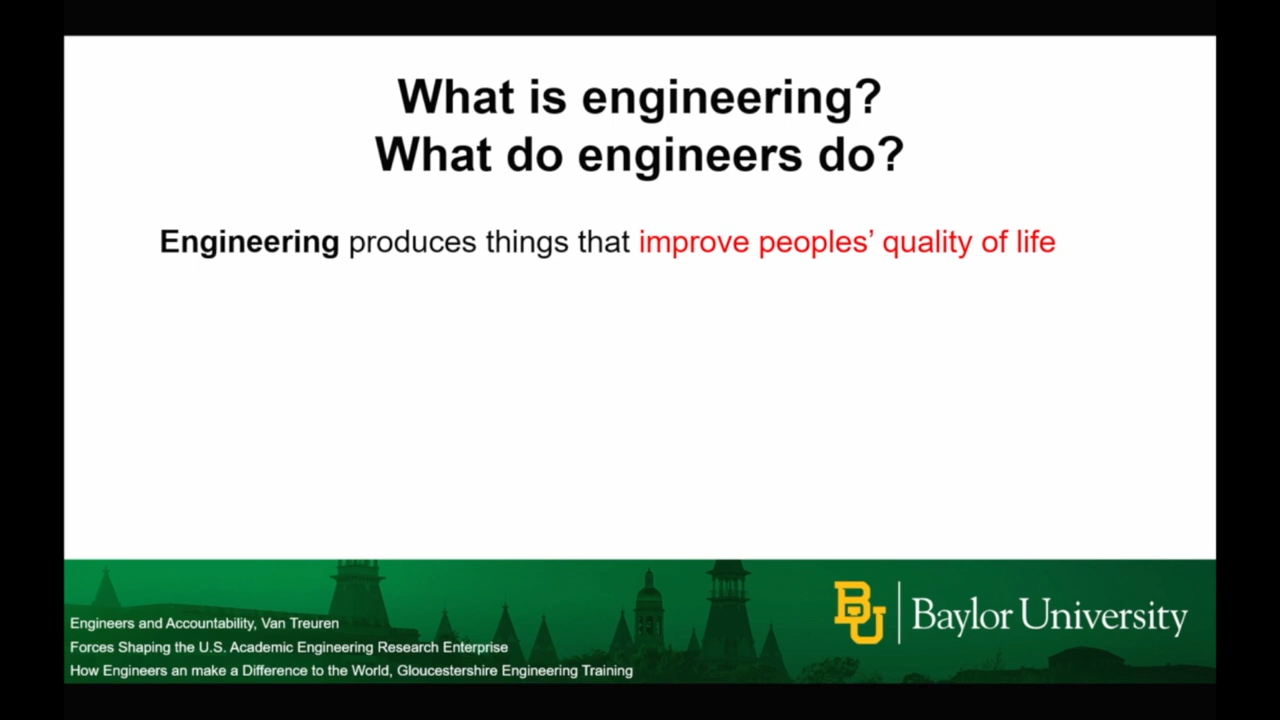 What is engineering?
What do engineers do?
Engineering produces things that improve peoples’ quality of life
Engineers and Accountability, Van Treuren
Forces Shaping the U.S. Academic Engineering Research Enterprise
How Engineers an make a Difference to the World, Gloucestershire Engineering Training
BU Baylor University